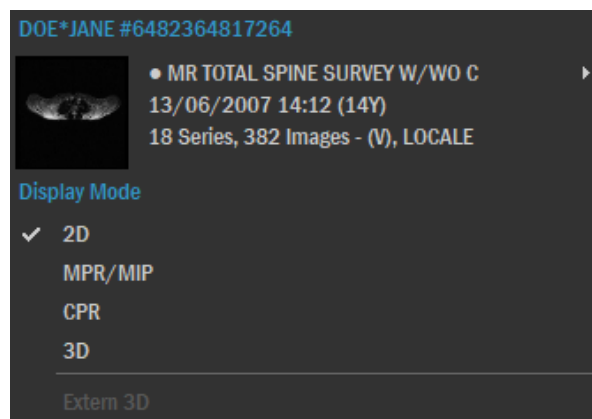 DOE*JANE #6482364817264
● MR TOTAL SPINE SURVEY W/WO C
13/06/2007 14:12 (14Y)
18 Series, 382 Images - (V), LOCALE
Display Mode
2D
MPR/MIP
CPR
3D
Extern 3D